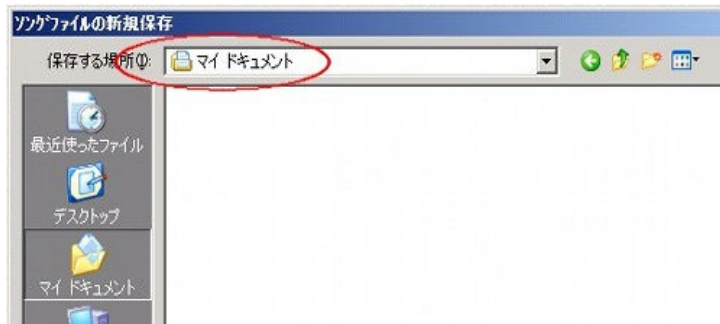 ソングファイルの新規保存
保存する場所(I):
マイ ドキュメント
最近使ったファイル
デスクトップ
マイ ドキュメント